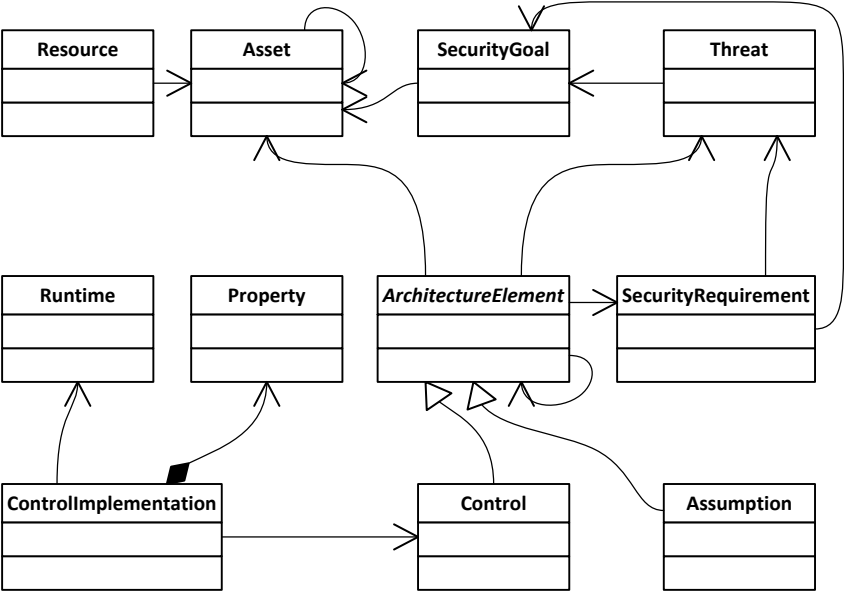 Resource
Asset
SecurityGoal
Threat
Runtime
Property
ArchitectureElement
SecurityRequirement
ControlImplementation
Control
Assumption